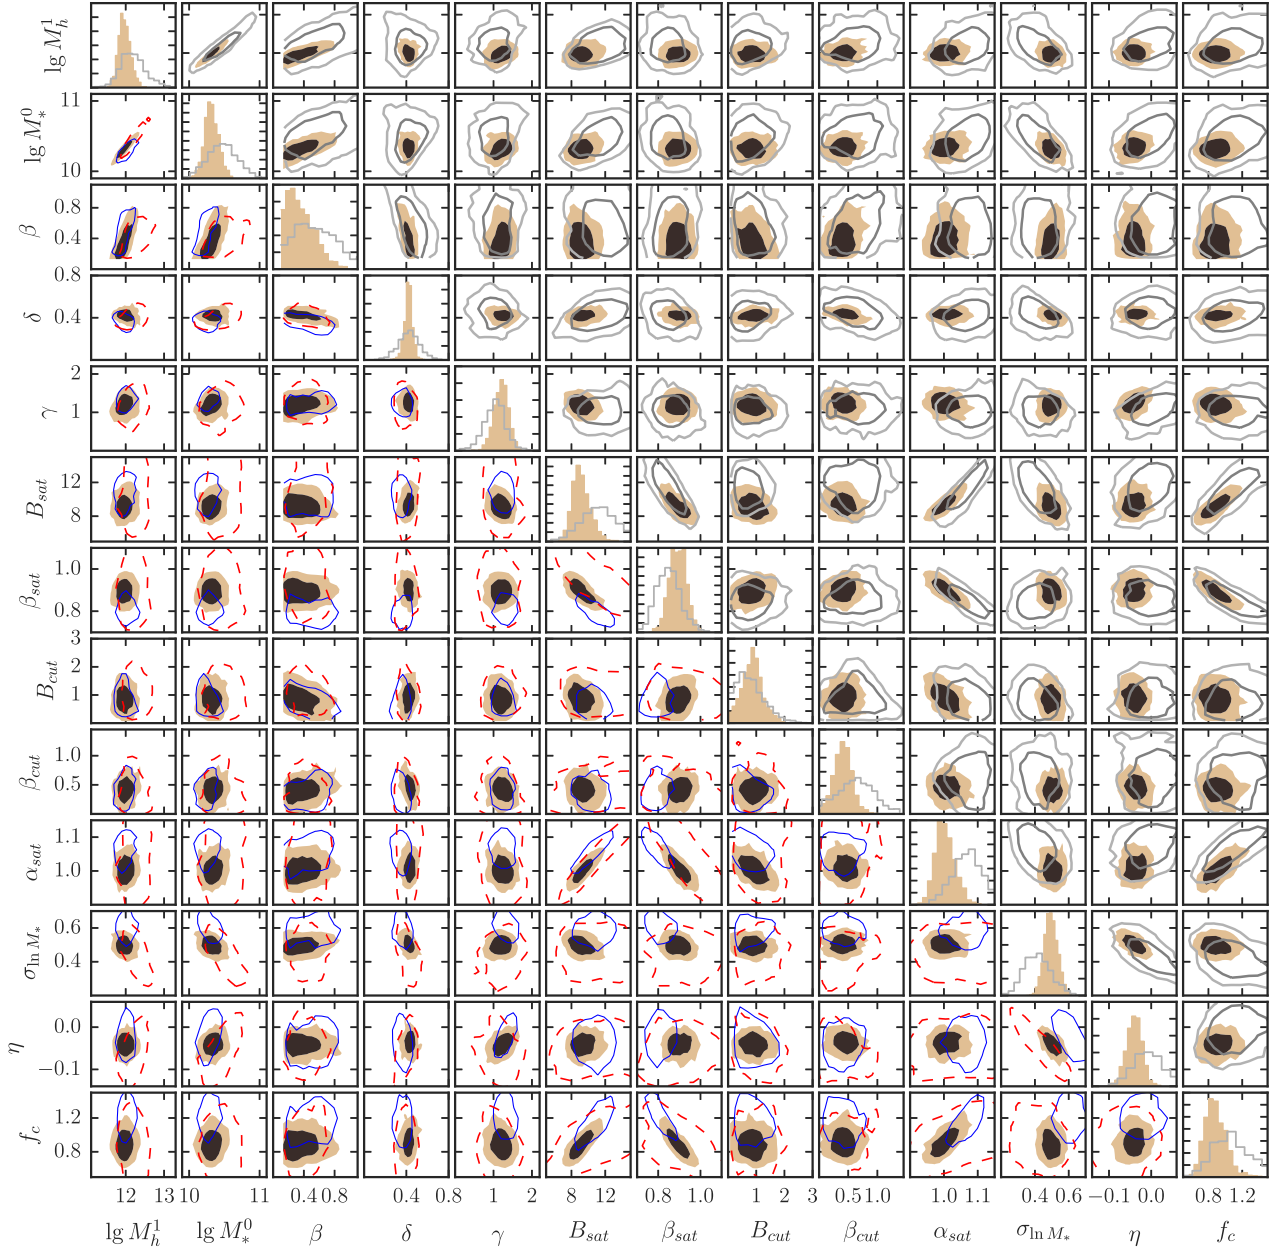 lg M_h^1
lg M_*^0 11 10
β 0.8 0.4
δ 0.8 0.4
γ 2 1
B_sat 12 8
β_sat 1.0 0.8
B_cut 3 2 1
β_cut 1.0 0.5
α_sat 1.1 1.0
σ_ln M_* 0.6 0.4
η 0.0 −0.1
f_c 1.2 0.8
12 13 10 11 0.4 0.8 0.4 0.8 1 2 8 12 0.8 1.0 1 2 3 0.5 1.0 1.0 1.1 0.4 0.6 −0.1 0.0 0.8 1.2
lg M_h^1 lg M_*^0 β δ γ B_sat β_sat B_cut β_cut α_sat σ_ln M_* η f_c